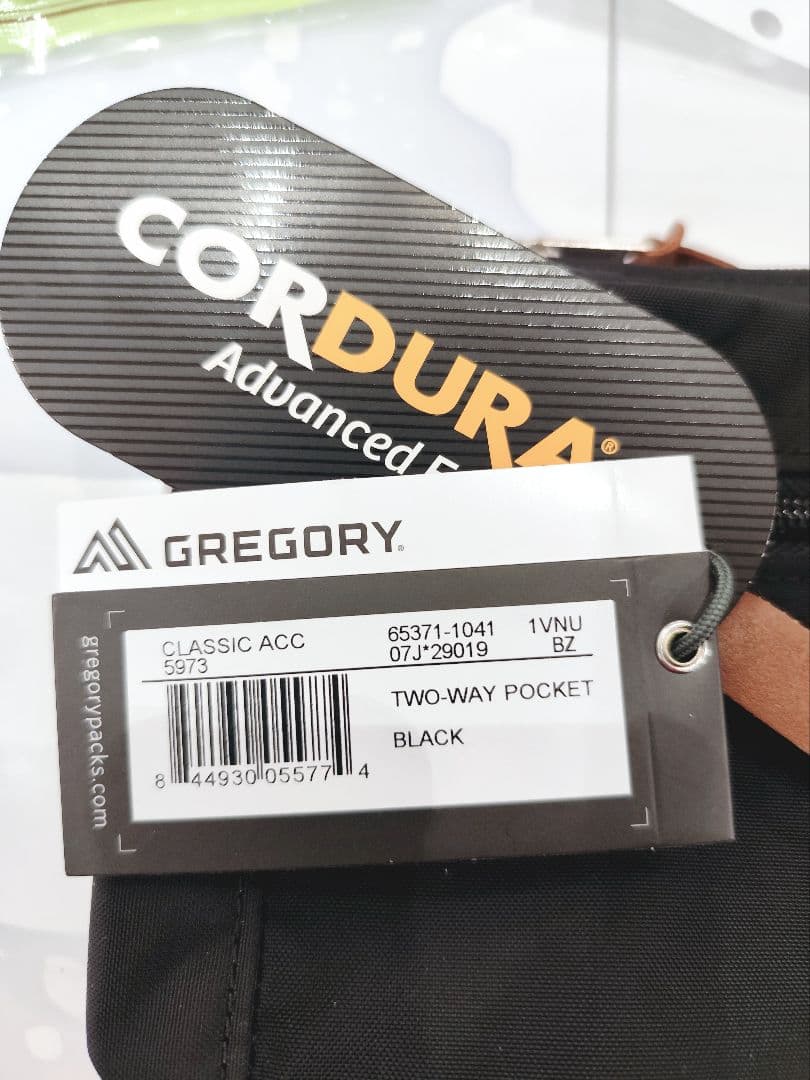 CORDURA®
Advanced
GREGORY
gregorypacks.com
CLASSIC ACC 65371-1041 1VNU
5973 07J*29019 BZ
TWO-WAY POCKET
BLACK
8 44930 05577 4